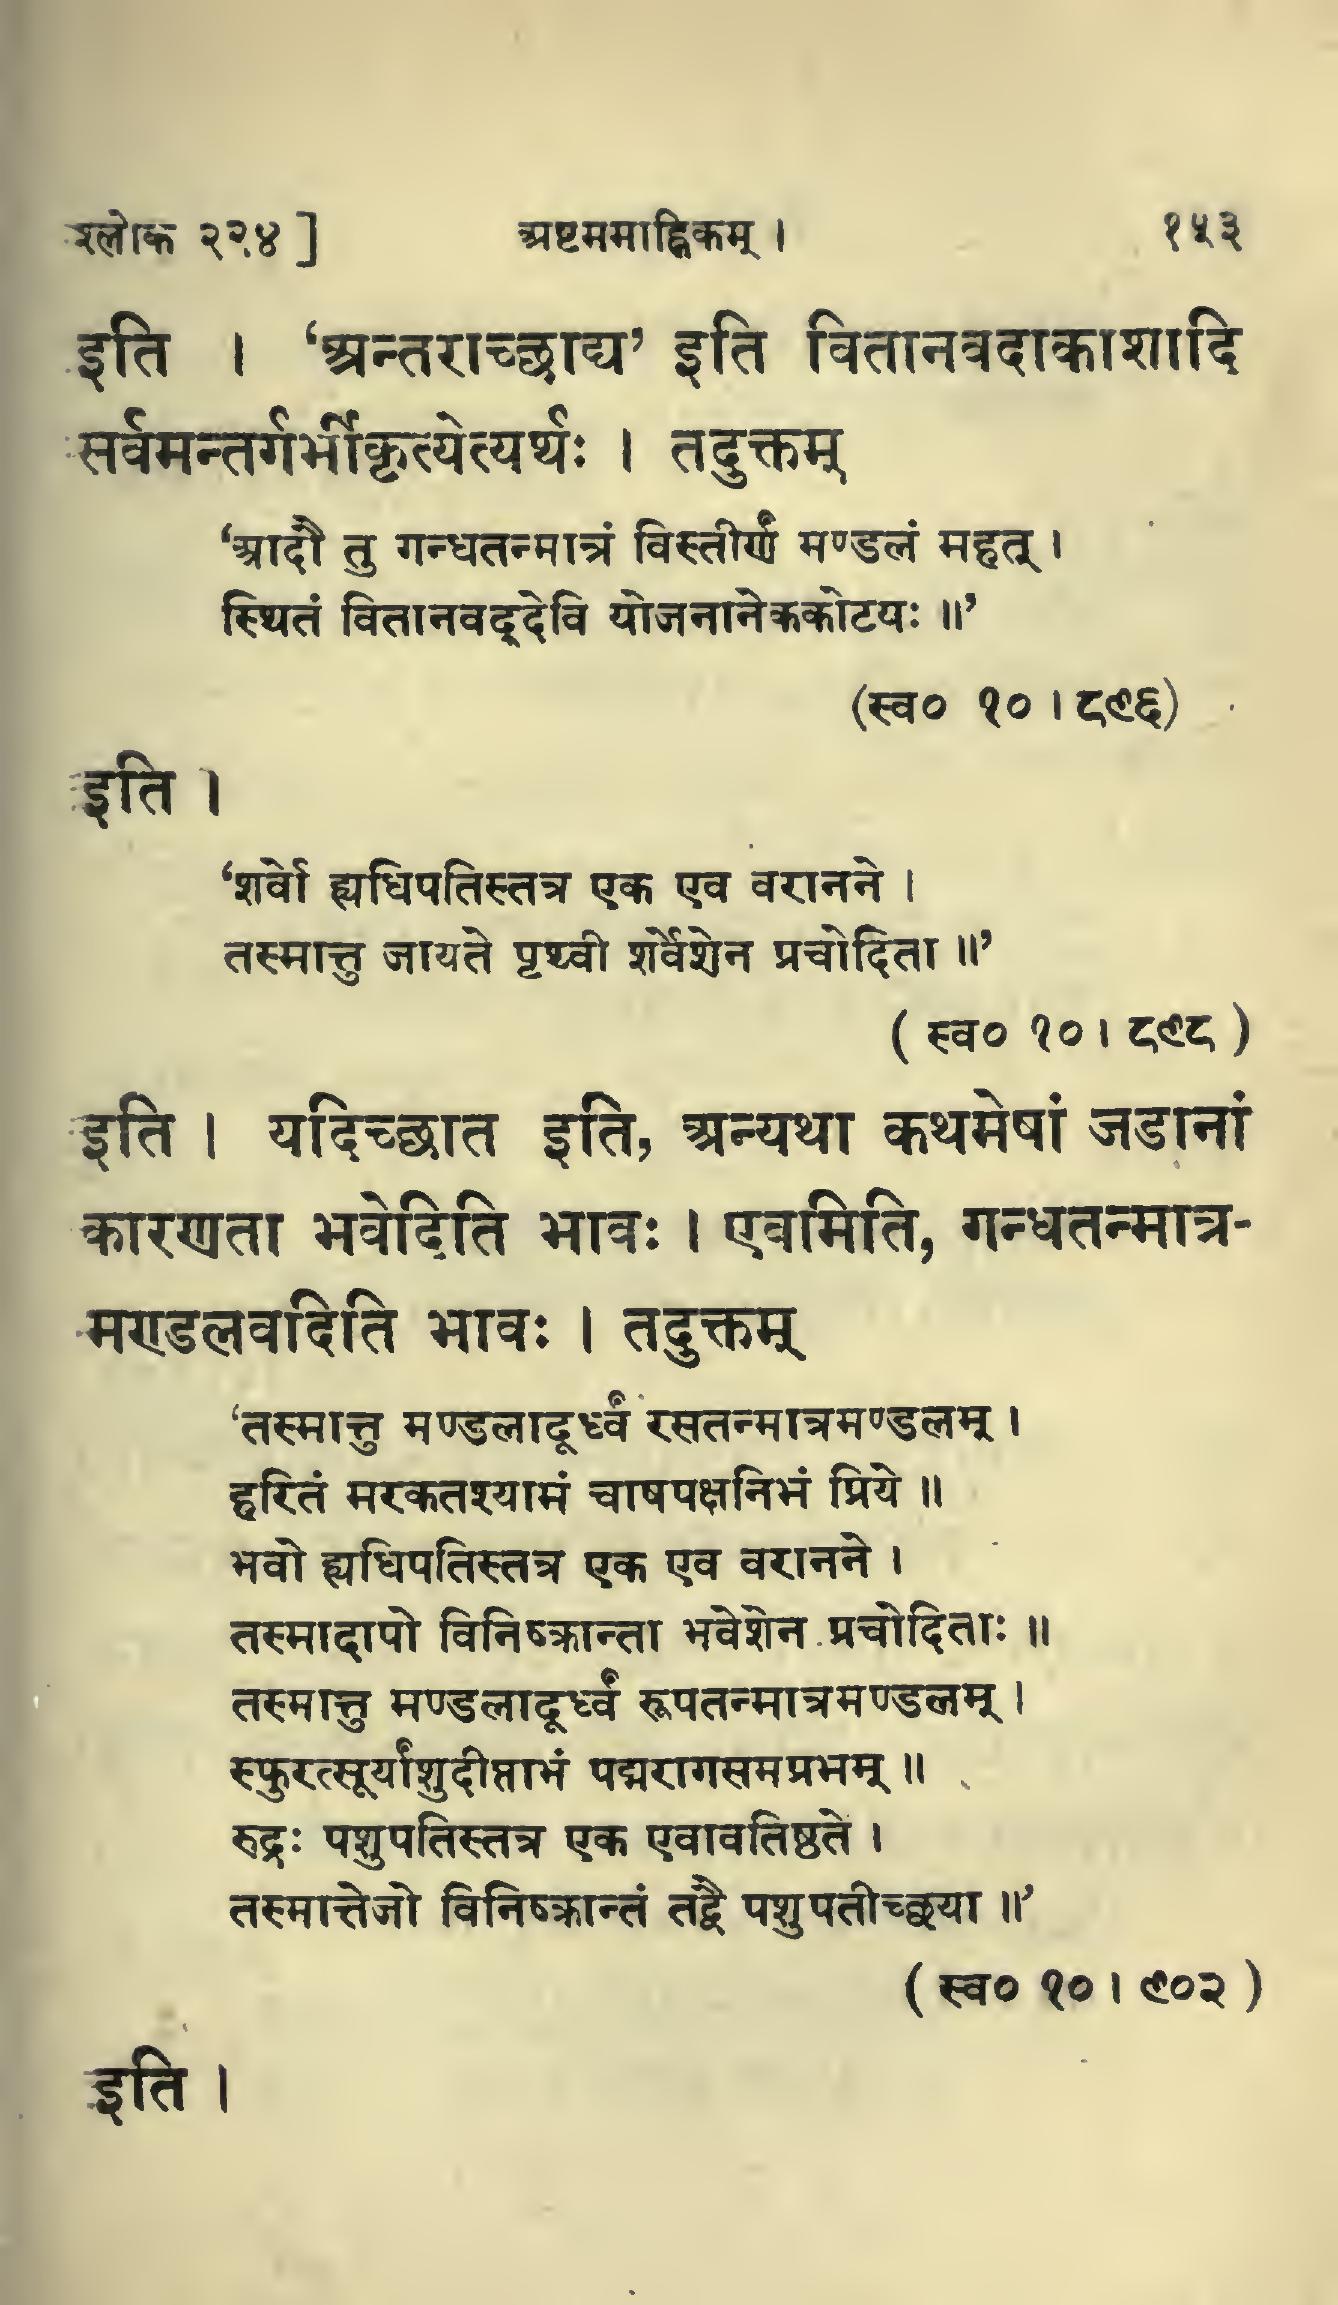 श्लोक २२४] अष्टममाह्निकम् । १५३
इति । ‘अन्तराच्छाद्य’ इति वितानवदाकाशादि
सर्वमन्तर्गर्भीकृत्येत्यर्थः । तदुक्तम्
‘आदौ तु गन्धतन्मात्रं विस्तीर्णं मण्डलं महत् ।
स्थितं वितानवद्देवि योजनानेककोटयः ॥’
(स्व० १० । ८९६)
इति ।
‘शर्वो ह्यधिपतिस्तत्र एक एव वरानने ।
तस्मात्तु जायते पृथ्वी शर्वेशेन प्रचोदिता ॥’
( स्व० १० । ८९८ )
इति । यदिच्छात इति, अन्यथा कथमेषां जडानां
कारणता भवेदिति भावः । एवमिति, गन्धतन्मात्र-
मण्डलवदिति भावः । तदुक्तम्
‘तस्मात्तु मण्डलादूर्ध्वं रसतन्मात्रमण्डलम् ।
हरितं मरकतश्यामं चाषपक्षनिभं प्रिये ॥
भवो ह्यधिपतिस्तत्र एक एव वरानने ।
तस्मादापो विनिष्क्रान्ता भवेशेन प्रचोदिताः ॥
तस्मात्तु मण्डलादूर्ध्वं रूपतन्मात्रमण्डलम् ।
स्फुरत्सूर्यांशुदीप्ताभं पद्मरागसमप्रभम् ॥
रुद्रः पशुपतिस्तत्र एक एवावतिष्ठते ।
तस्मात्तेजो विनिष्क्रान्तं तद्वै पशुपतीच्छया ॥’
( स्व० १० । ९०२ )
इति ।